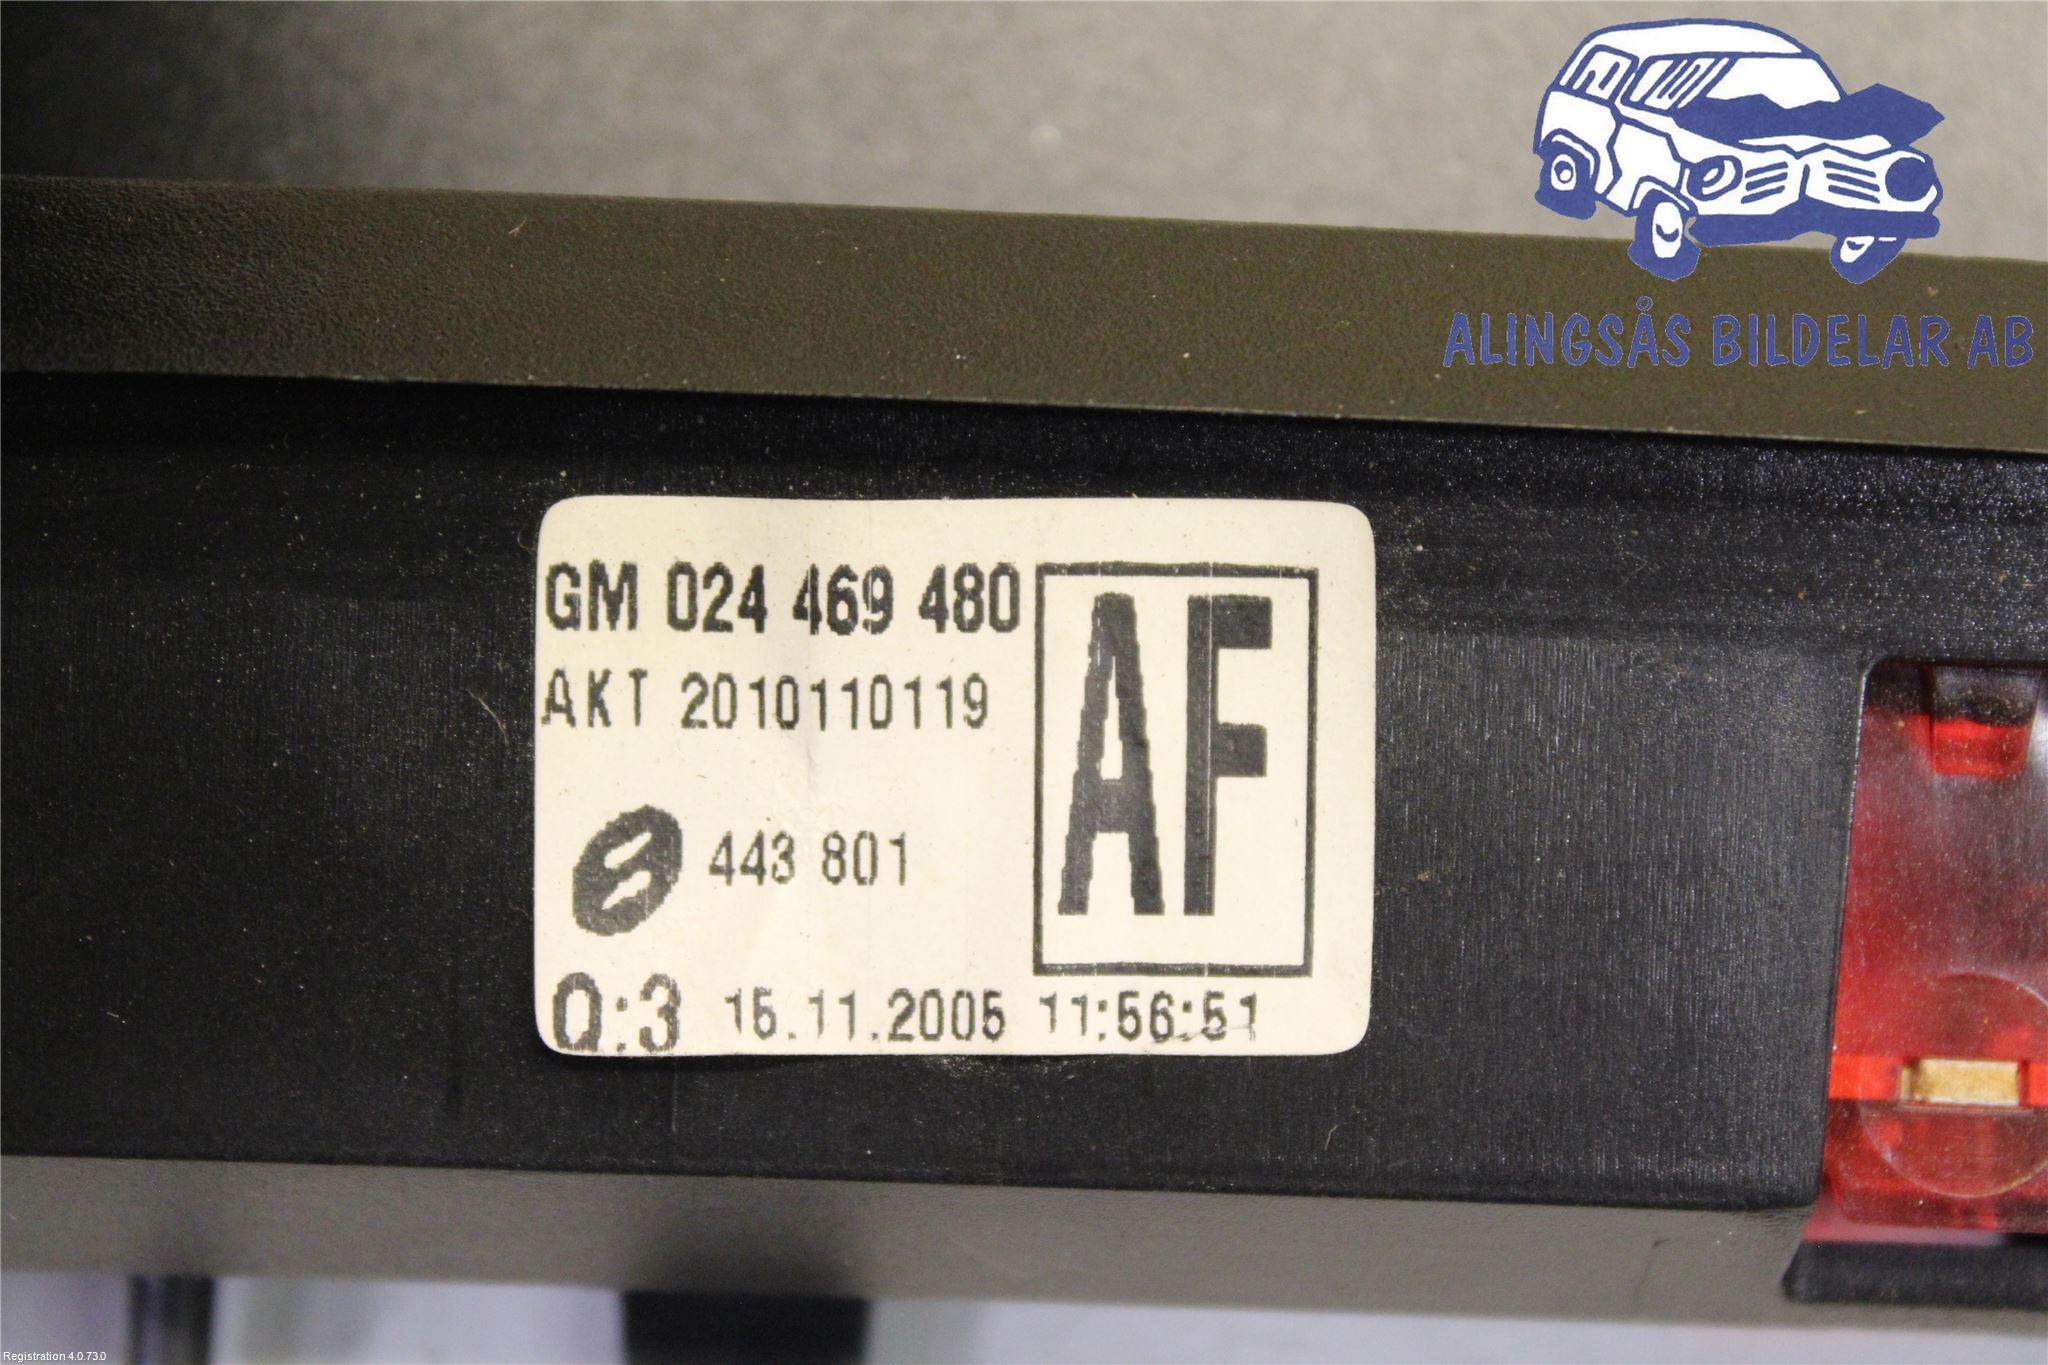 ALINGSÅS BILDELAR AB
GM 024 469 480
AF
AKT 2010110119
443 801
Q:3 15.11.2005 11:56:51
Registration 4.0.73.0